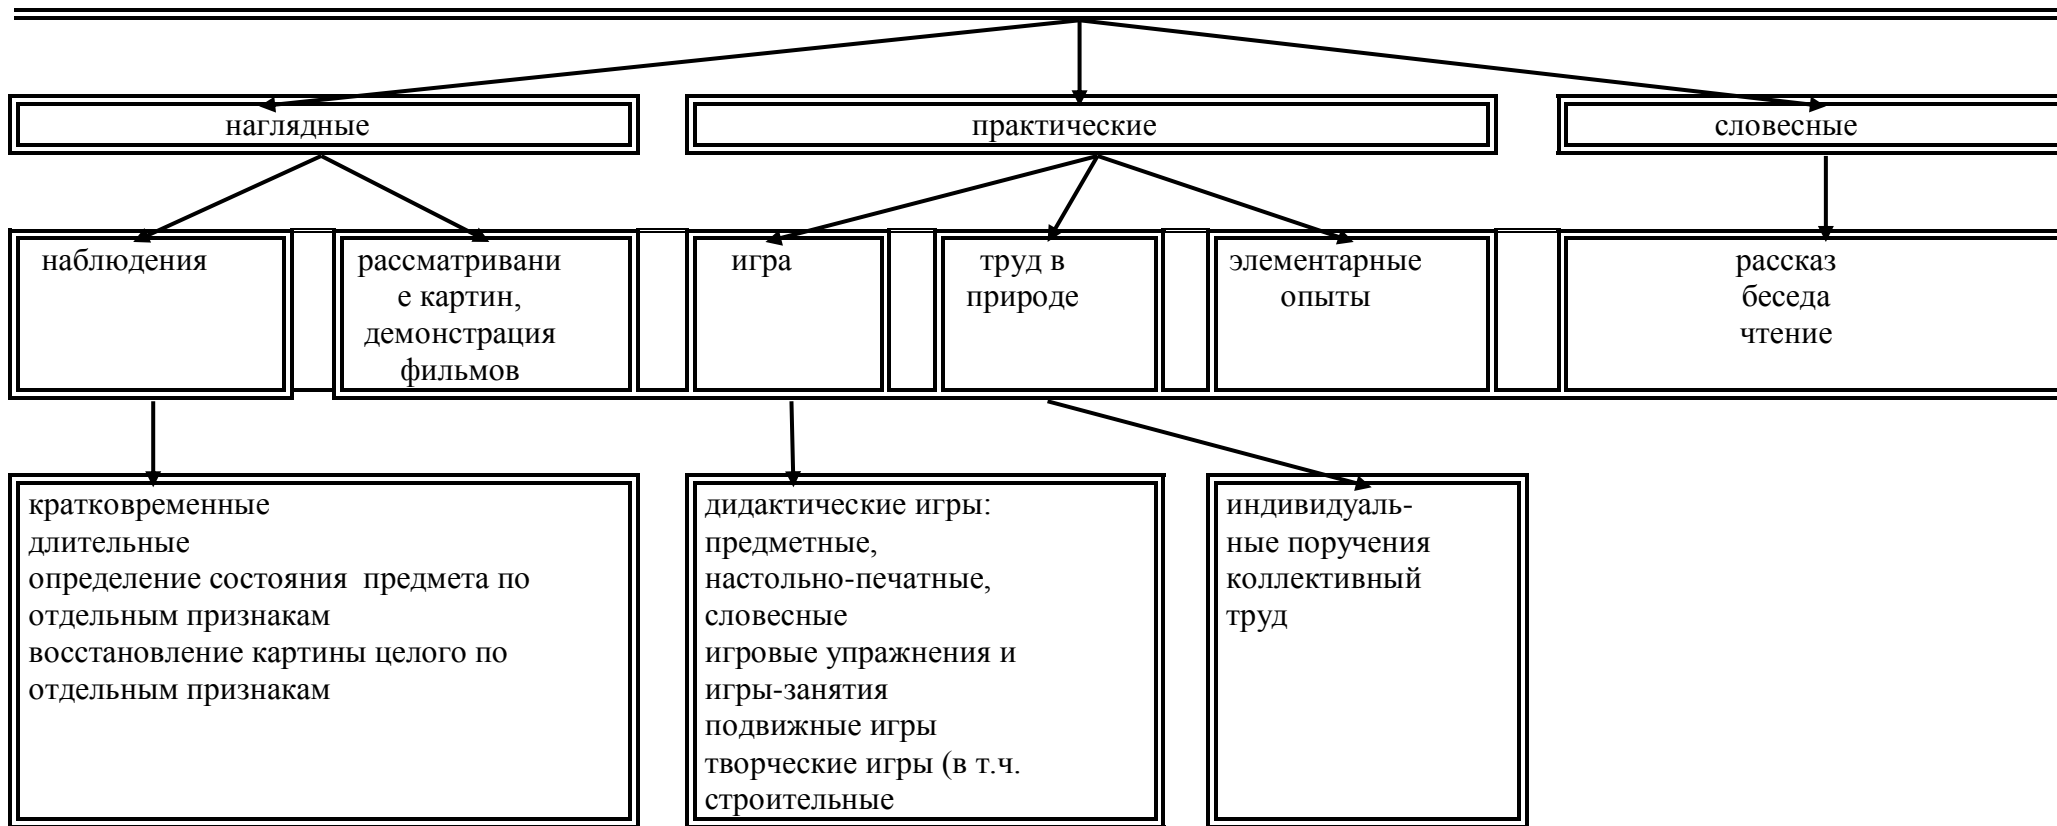 наглядные
практические
словесные
наблюдения
рассматривани
е картин,
демонстрация
фильмов
игра
труд в
природе
элементарные
опыты
рассказ
беседа
чтение
кратковременные
длительные
определение состояния предмета по
отдельным признакам
восстановление картины целого по
отдельным признакам
дидактические игры:
предметные,
настольно-печатные,
словесные
игровые упражнения и
игры-занятия
подвижные игры
творческие игры (в т.ч.
строительные
индивидуаль-
ные поручения
коллективный
труд